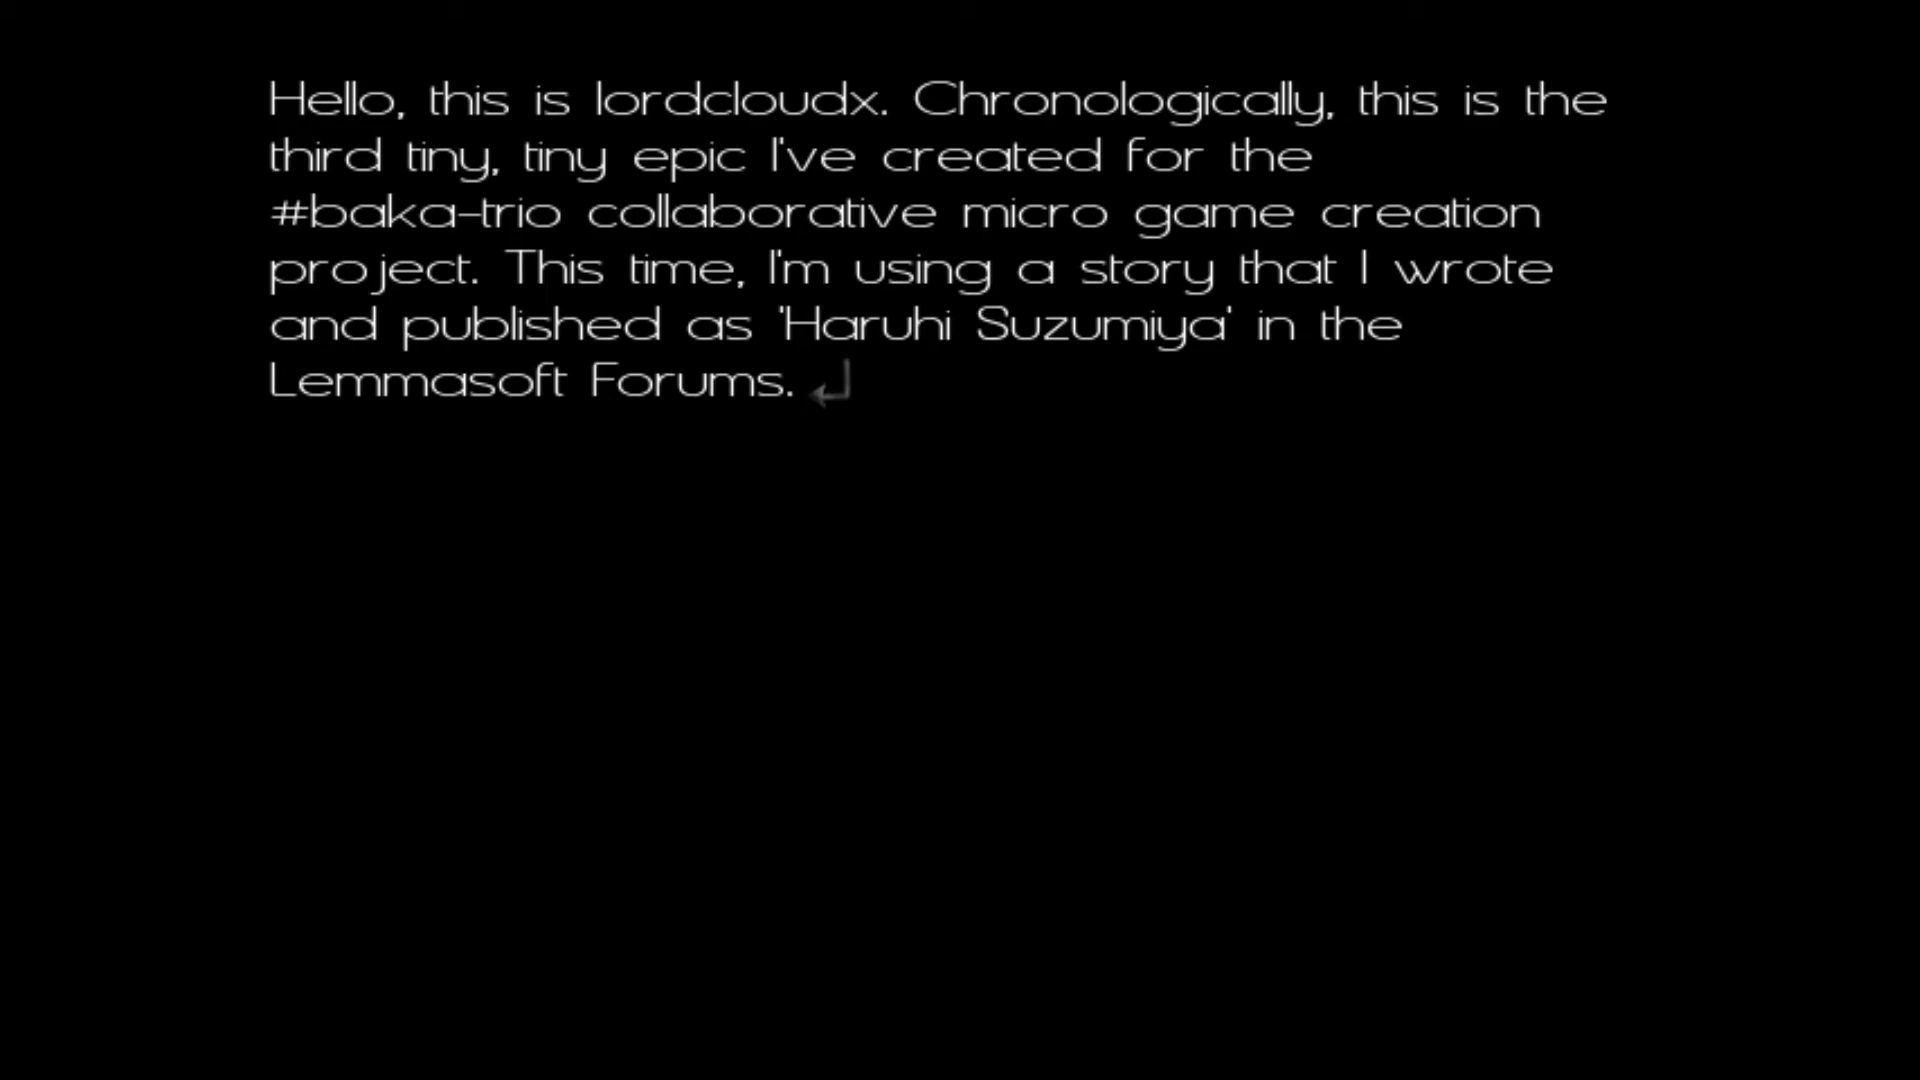 Hello, this is lordcloudx. Chronologically, this is the
third tiny, tiny epic I've created for the
#baka-trio collaborative micro game creation
project. This time, I'm using a story that I wrote
and published as 'Haruhi Suzumiya' in the
Lemmasoft Forums.